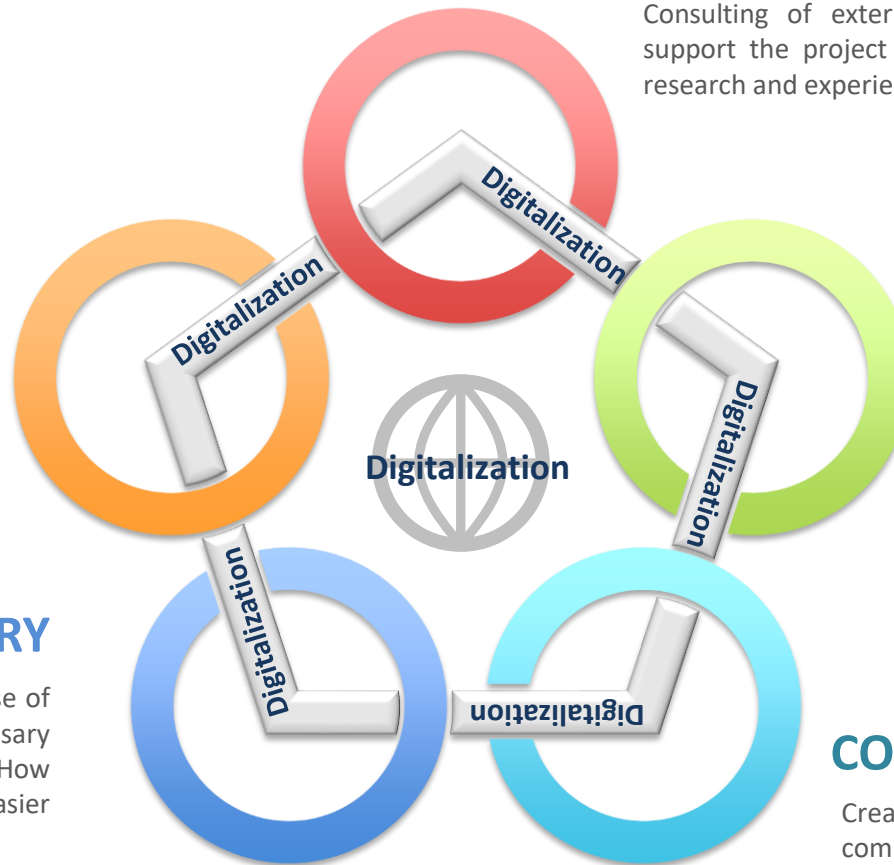 Consulting of exter
support the project
research and experie
Digitalization
Digitalization
Digitalization
Digitalization
Digitalization
Digitalization
RY
se of
sary
How
asier
CO
Crea
com